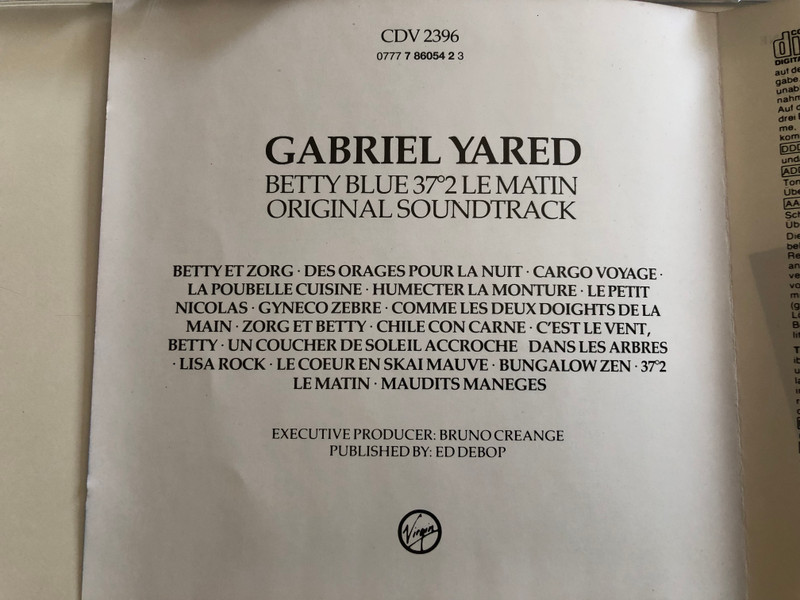 CDV 2396
0777 7 86054 2 3
GABRIEL YARED
BETTY BLUE 37°2 LE MATIN
ORIGINAL SOUNDTRACK
BETTY ET ZORG · DES ORAGES POUR LA NUIT · CARGO VOYAGE ·
LA POUBELLE CUISINE · HUMECTER LA MONTURE · LE PETIT
NICOLAS · GYNECO ZEBRE · COMME LES DEUX DOIGHTS DE LA
MAIN · ZORG ET BETTY · CHILE CON CARNE · C'EST LE VENT,
BETTY · UN COUCHER DE SOLEIL ACCROCHE DANS LES ARBRES
· LISA ROCK · LE COEUR EN SKAI MAUVE · BUNGALOW ZEN · 37°2
LE MATIN · MAUDITS MANEGES
EXECUTIVE PRODUCER: BRUNO CREANGE
PUBLISHED BY: ED DEBOP
Virgin